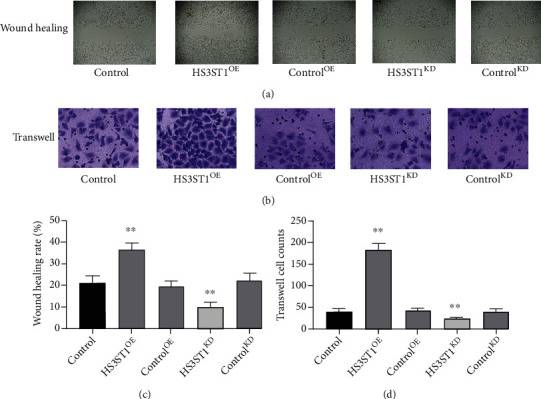 Wound healing
Control HS3ST1OE ControlOE HS3ST1KD ControlKD
(a)
Transwell
Control HS3ST1OE ControlOE HS3ST1KD ControlKD
(b)
Wound healing rate (%)
50
40
30
20
10
0
**
**
Control HS3ST1OE ControlOE HS3ST1KD ControlKD
(c)
Transwell cell counts
250
200
150
100
50
0
**
**
Control HS3ST1OE ControlOE HS3ST1KD ControlKD
(d)